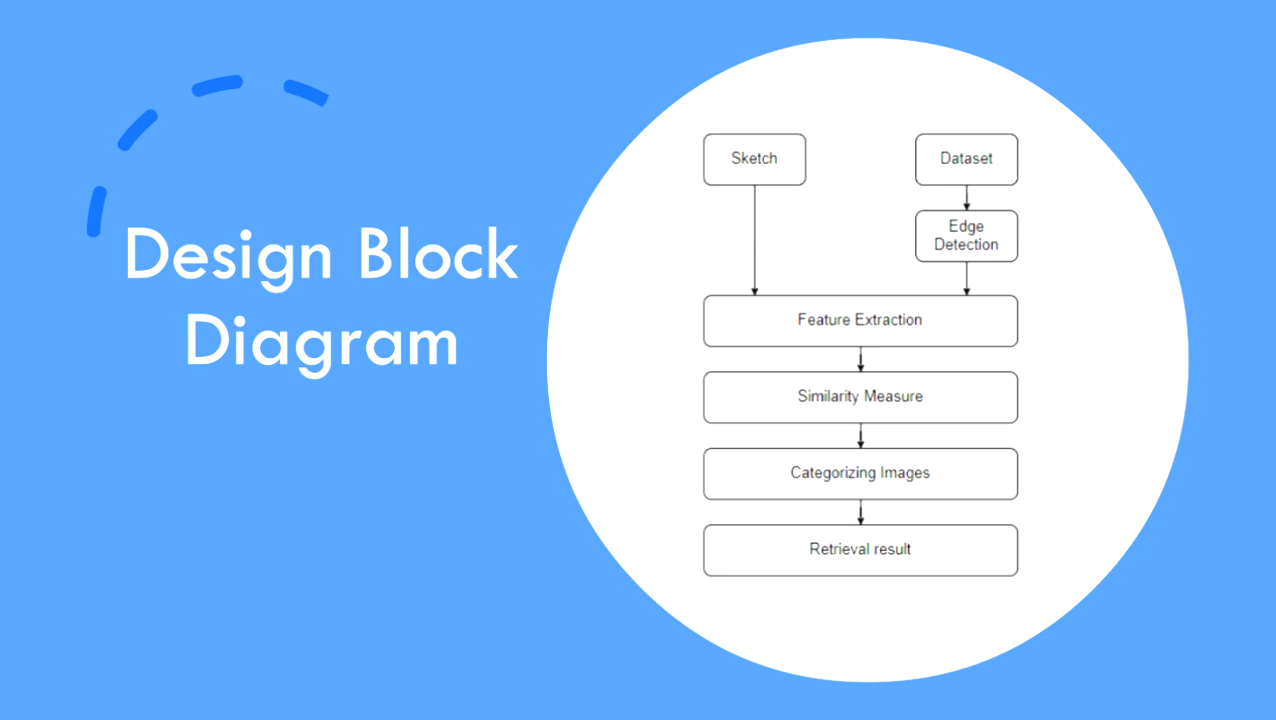 Design Block
Diagram
Sketch
Dataset
Edge
Detection
Feature Extraction
Similarity Measure
Categorizing Images
Retrieval result